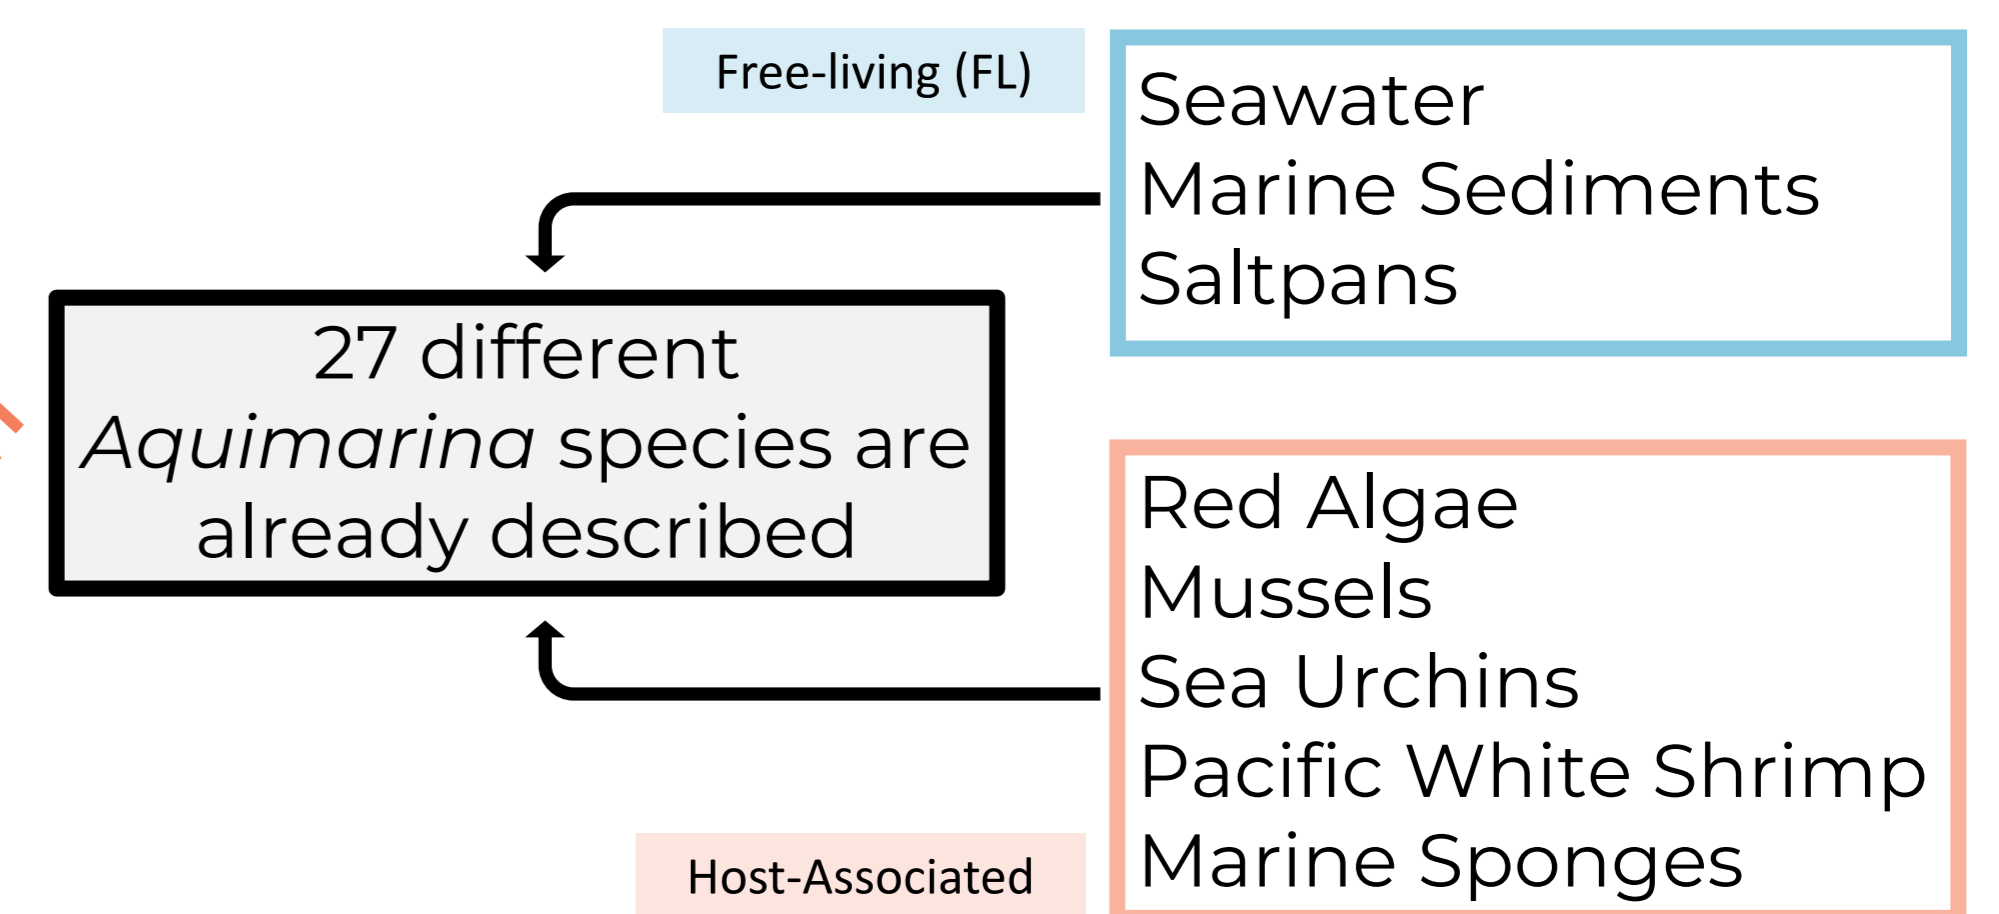 Free-living (FL)
Seawater
Marine Sediments
Saltpans
27 different
Aquimarina species are
already described
Red Algae
Mussels
Sea Urchins
Pacific White Shrimp
Marine Sponges
Host-Associated